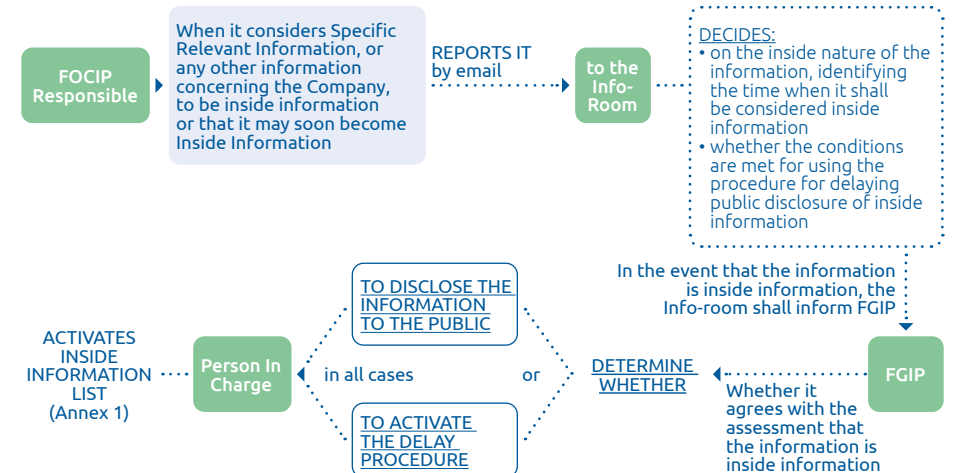 FOCIP
Responsible
When it considers Specific
Relevant Information, or
any other information
concerning the Company,
to be inside information
or that it may soon become
Inside Information
REPORTS IT
by email
to the
Info-
Room
DECIDES:
• on the inside nature of the
information, identifying
the time when it shall
be considered inside
information
• whether the conditions
are met for using the
procedure for delaying
public disclosure of inside
information
In the event that the information
is inside information, the
Info-room shall inform FGIP
FGIP
Whether it
agrees with the
assessment that
the information is
inside information
DETERMINE
WHETHER
TO DISCLOSE THE
INFORMATION
TO THE PUBLIC
or
TO ACTIVATE
THE DELAY
PROCEDURE
in all cases
Person In
Charge
ACTIVATES
INSIDE
INFORMATION
LIST
(Annex 1)